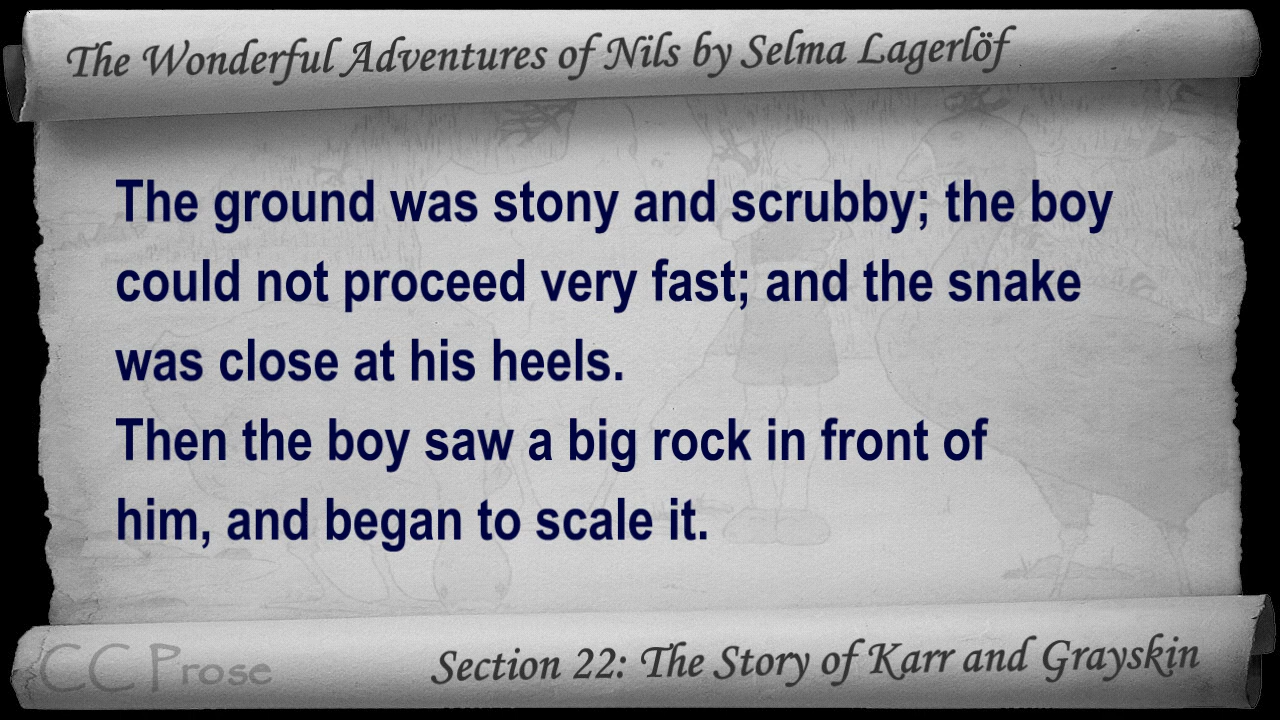 The Wonderful Adventures of Nils by Selma Lagerlöf
The ground was stony and scrubby; the boy
could not proceed very fast; and the snake
was close at his heels.
Then the boy saw a big rock in front of
him, and began to scale it.
CC Prose
Section 22: The Story of Karr and Grayskin